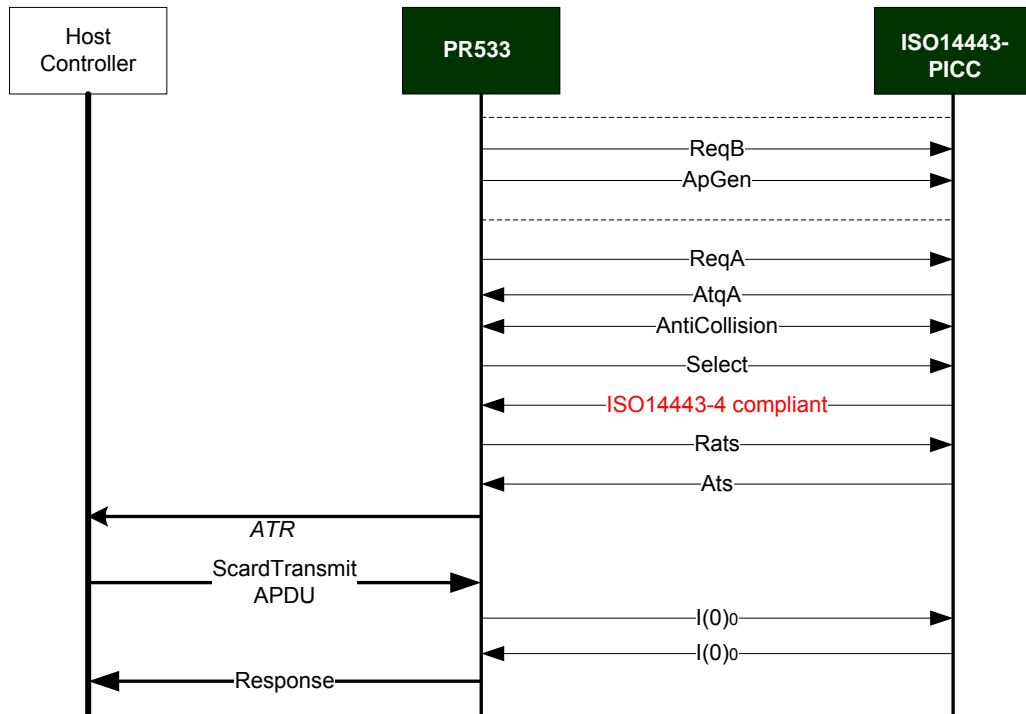 Host
Controller
PR533
ISO14443-
PICC
ReqB
ApGen
ReqA
AtqA
AntiCollision
Select
ISO14443-4 compliant
Rats
Ats
ATR
ScardTransmit
APDU
I(0)0
I(0)0
Response